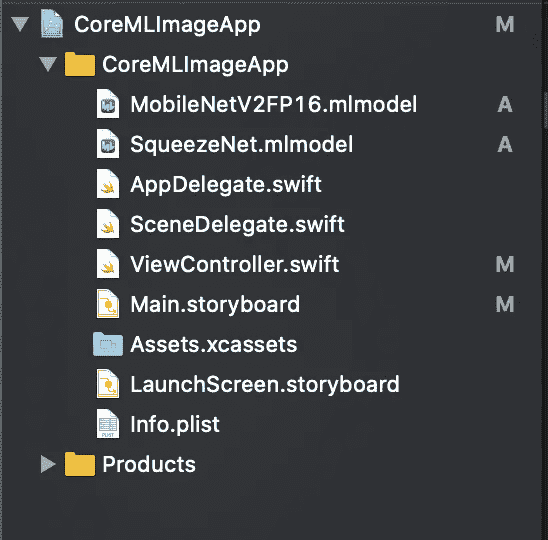 CoreMLImageApp M
CoreMLImageApp
MobileNetV2FP16.mlmodel A
SqueezeNet.mlmodel A
AppDelegate.swift
SceneDelegate.swift
ViewController.swift M
Main.storyboard M
Assets.xcassets
LaunchScreen.storyboard
Info.plist
Products